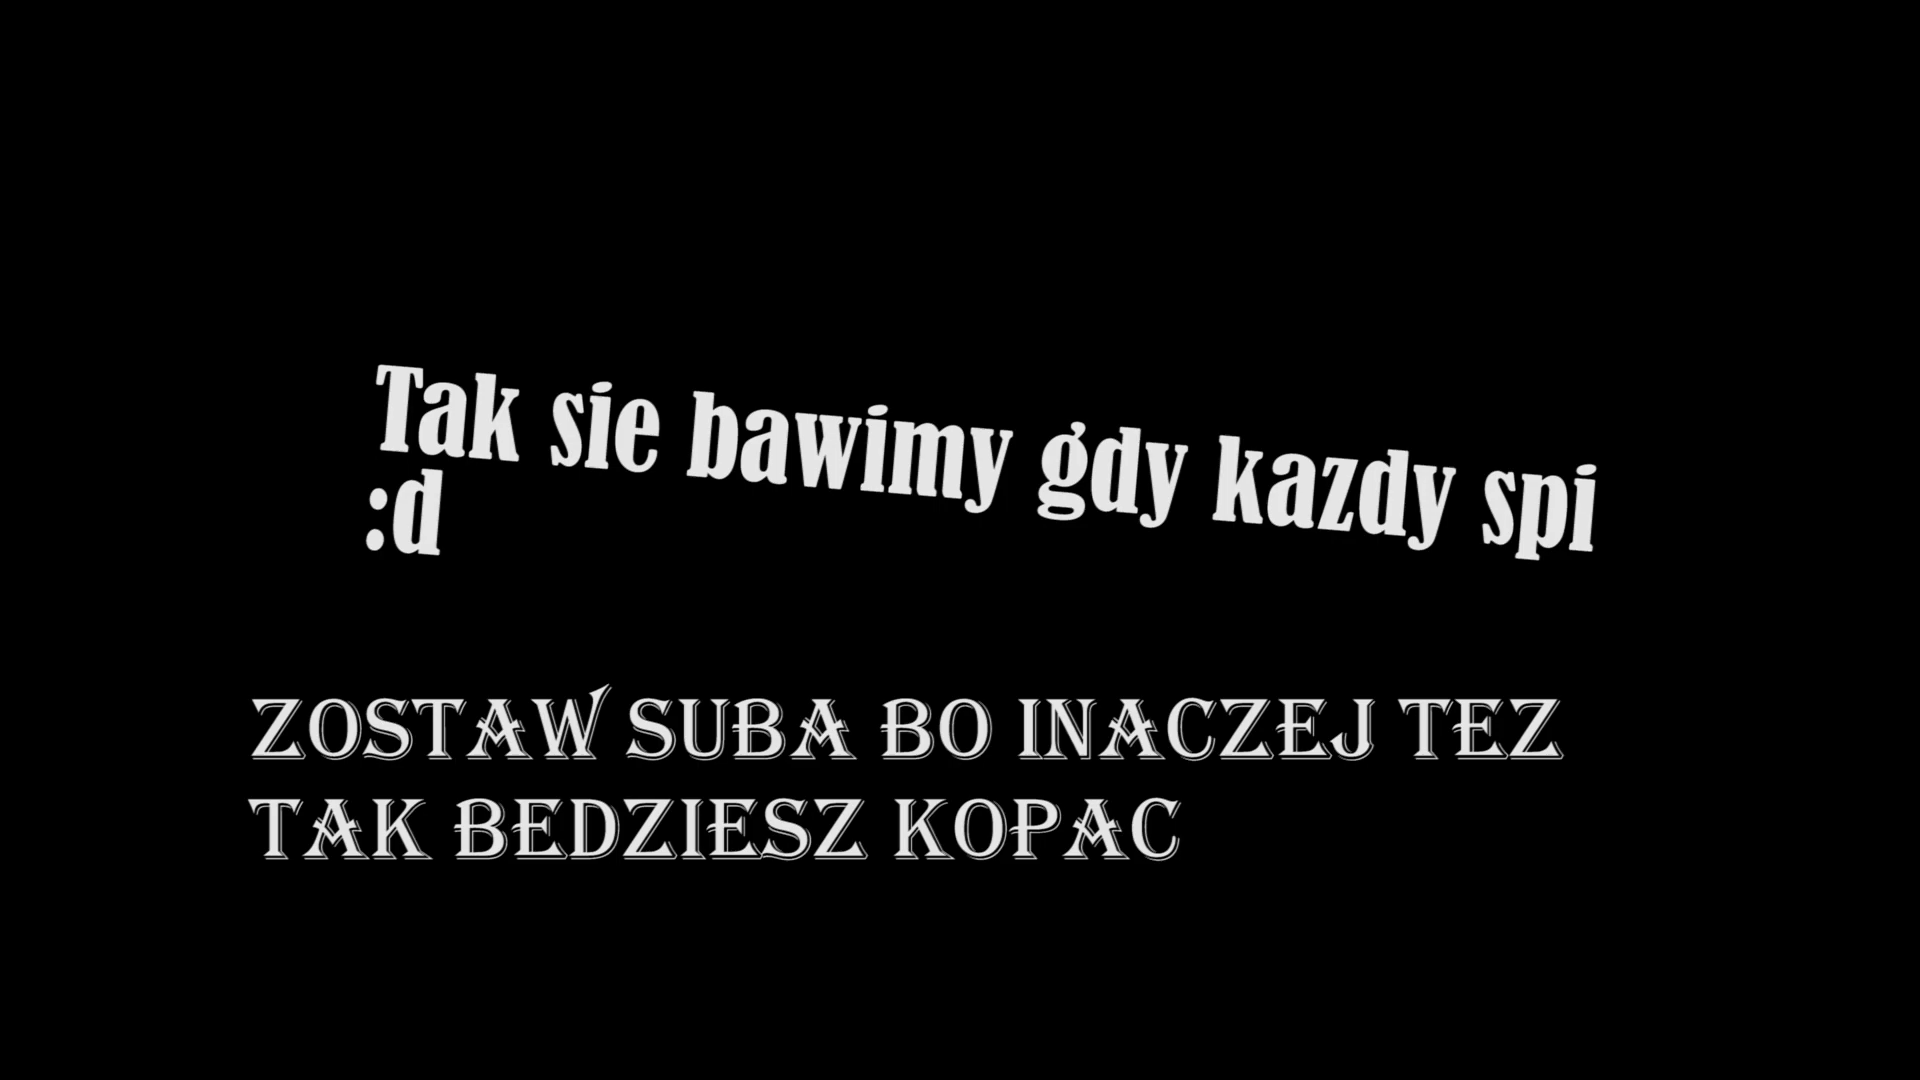 Tak sie bawimy gdy kazdy spi
:d
ZOSTAW SUBA BO INACZEJ TEZ
TAK BEDZIESZ KOPAC